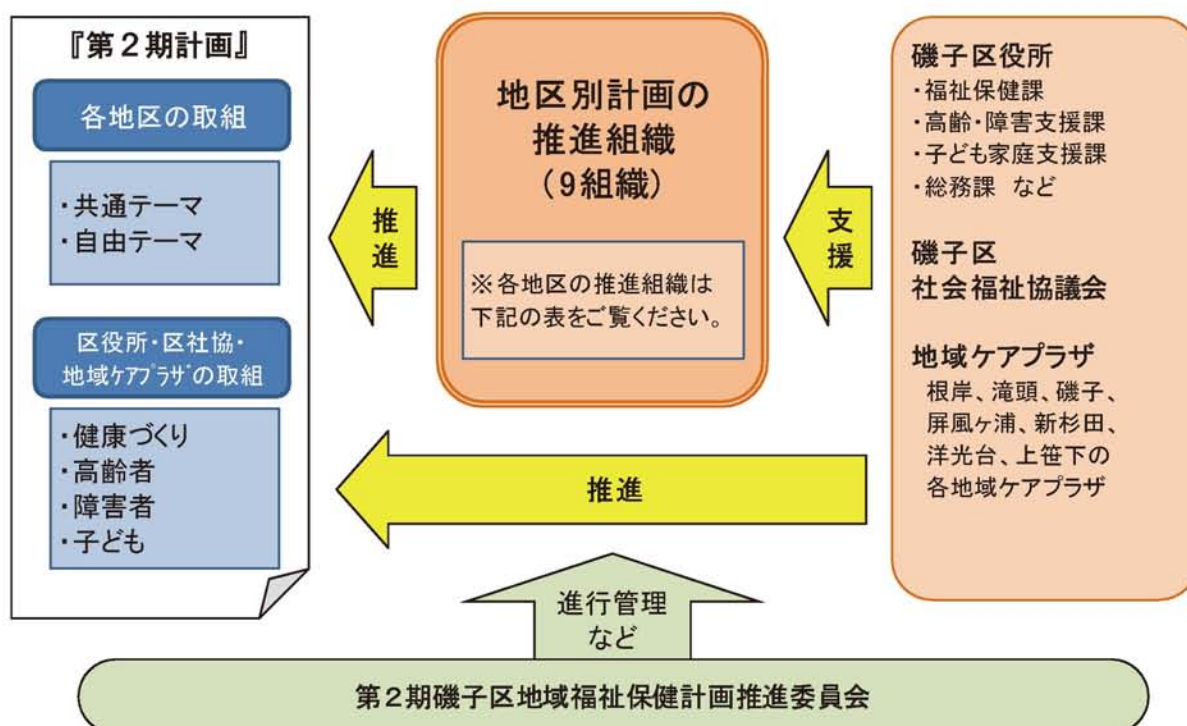 『第2期計画』
各地区の取組
・共通テーマ
・自由テーマ
区役所・区社協・
地域ケアプラザの取組
・健康づくり
・高齢者
・障害者
・子ども
推進
地区別計画の
推進組織
（9組織）
※各地区の推進組織は
下記の表をご覧ください。
支援
磯子区役所
・福祉保健課
・高齢・障害支援課
・子ども家庭支援課
・総務課 など
磯子区
社会福祉協議会
地域ケアプラザ
根岸、滝頭、磯子、
屏風ヶ浦、新杉田、
洋光台、上笹下の
各地域ケアプラザ
推進
進行管理
など
第2期磯子区地域福祉保健計画推進委員会